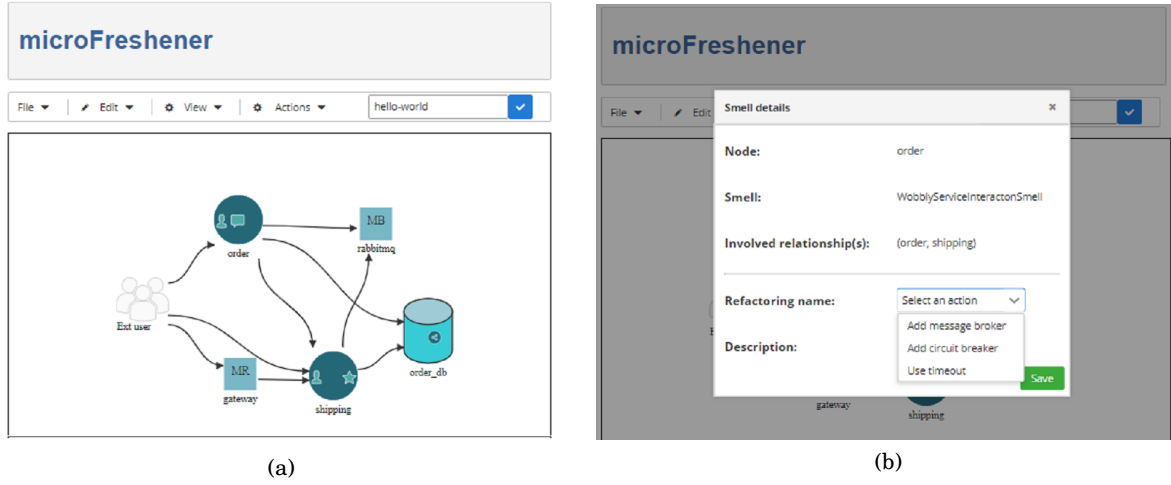 microFreshener
File Edit View Actions hello-world
MB
order
rabbitmq
Ext user
MR
order_db
gateway
shipping
(a)
microFreshener
File Edit
Smell details ×
Node: order
Smell: WobblyServiceInteractonSmell
Involved relationship(s): (order, shipping)
Refactoring name: Select an action
Add message broker
Description: Add circuit breaker
Use timeout
Save
gateway
shipping
(b)